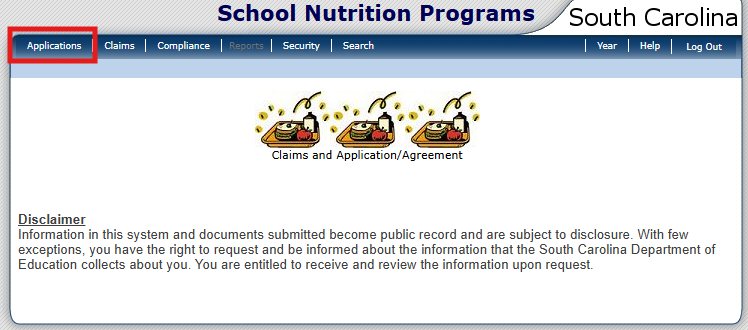 School Nutrition Programs
South Carolina
Applications Claims Compliance Reports Security Search Year Help Log Out
Claims and Application/Agreement
Disclaimer
Information in this system and documents submitted become public record and are subject to disclosure. With few
exceptions, you have the right to request and be informed about the information that the South Carolina Department of
Education collects about you. You are entitled to receive and review the information upon request.